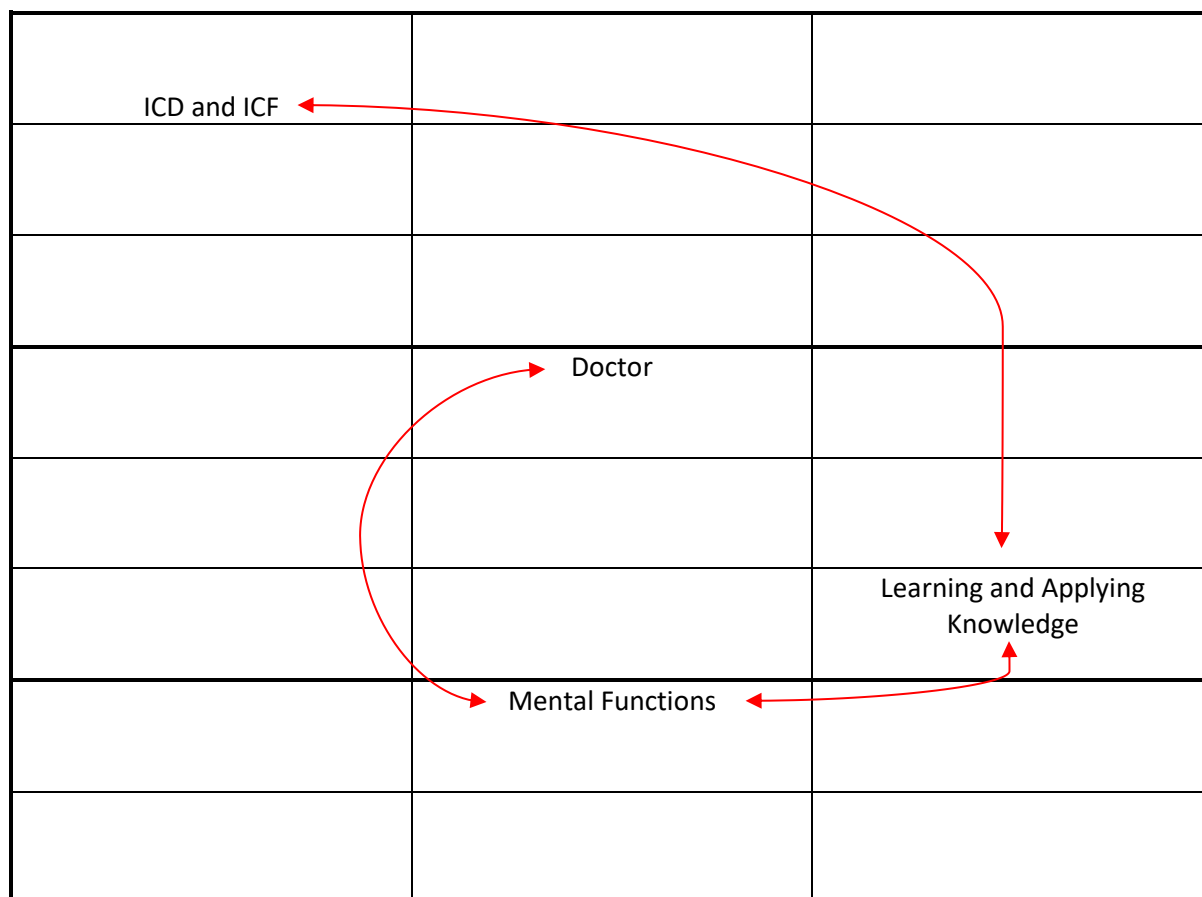 ICD and ICF
Doctor
Learning and Applying
Knowledge
Mental Functions